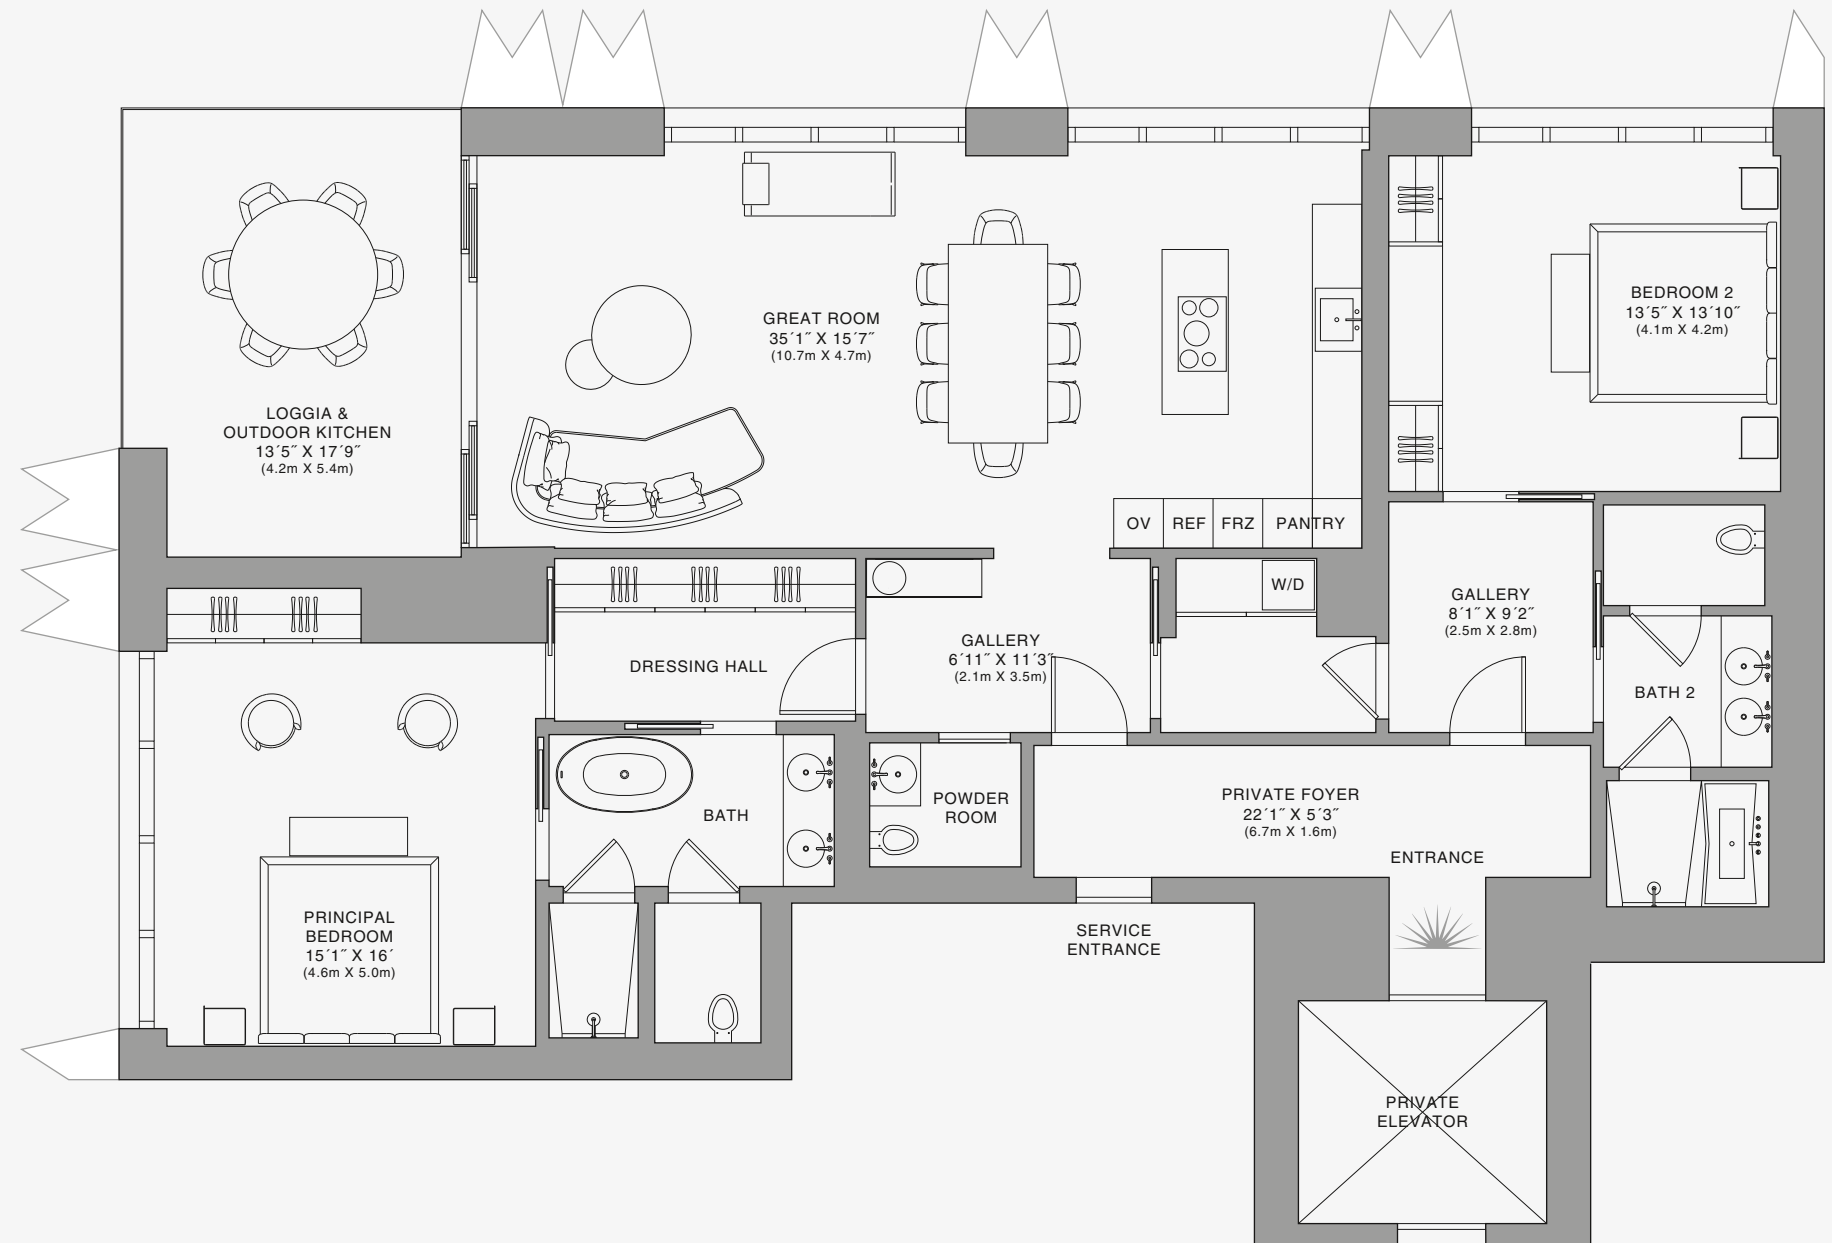 GREAT ROOM
35´1˝ X 15´7˝
(10.7m X 4.7m)
BEDROOM 2
13´5˝ X 13´10˝
(4.1m X 4.2m)
LOGGIA &
OUTDOOR KITCHEN
13´5˝ X 17´9˝
(4.2m X 5.4m)
OV
REF
FRZ
PANTRY
W/D
GALLERY
8´1˝ X 9´2˝
(2.5m X 2.8m)
GALLERY
6´11˝ X 11´3˝
(2.1m X 3.5m)
DRESSING HALL
BATH 2
BATH
POWDER
ROOM
PRIVATE FOYER
22´1˝ X 5´3˝
(6.7m X 1.6m)
ENTRANCE
PRINCIPAL
BEDROOM
15´1˝ X 16´
(4.6m X 5.0m)
SERVICE
ENTRANCE
PRIVATE
ELEVATOR